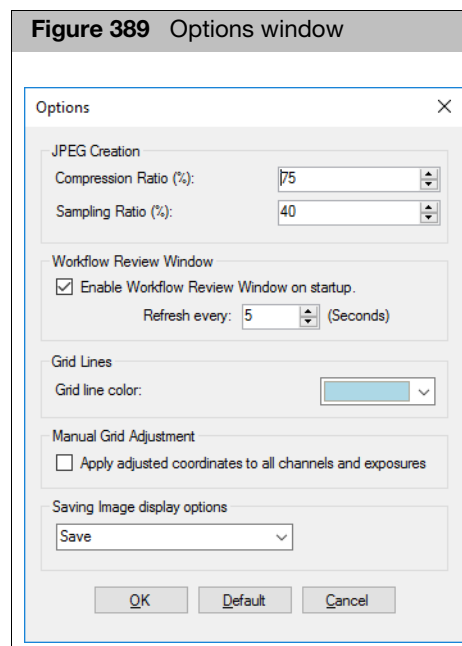 Figure 389 Options window
Options
JPEG Creation
Compression Ratio (%): 75
Sampling Ratio (%): 40
Workflow Review Window
Enable Workflow Review Window on startup.
Refresh every: 5 (Seconds)
Grid Lines
Grid line color:
Manual Grid Adjustment
Apply adjusted coordinates to all channels and exposures
Saving Image display options
Save
OK Default Cancel